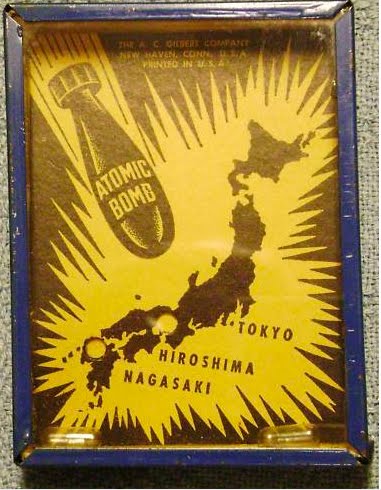 THE A. C. GILBERT COMPANY
NEW HAVEN, CONN. U.S.A.
PRINTED IN U.S.A.
ATOMIC
BOMB
TOKYO
HIROSHIMA
NAGASAKI